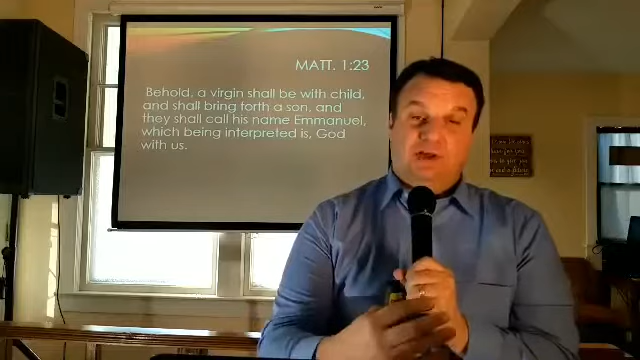 MATT. 1:23
Behold, a virgin shall be with child,
and shall bring forth a son, and
they shall call his name Emmanuel,
which being interpreted is, God
with us.